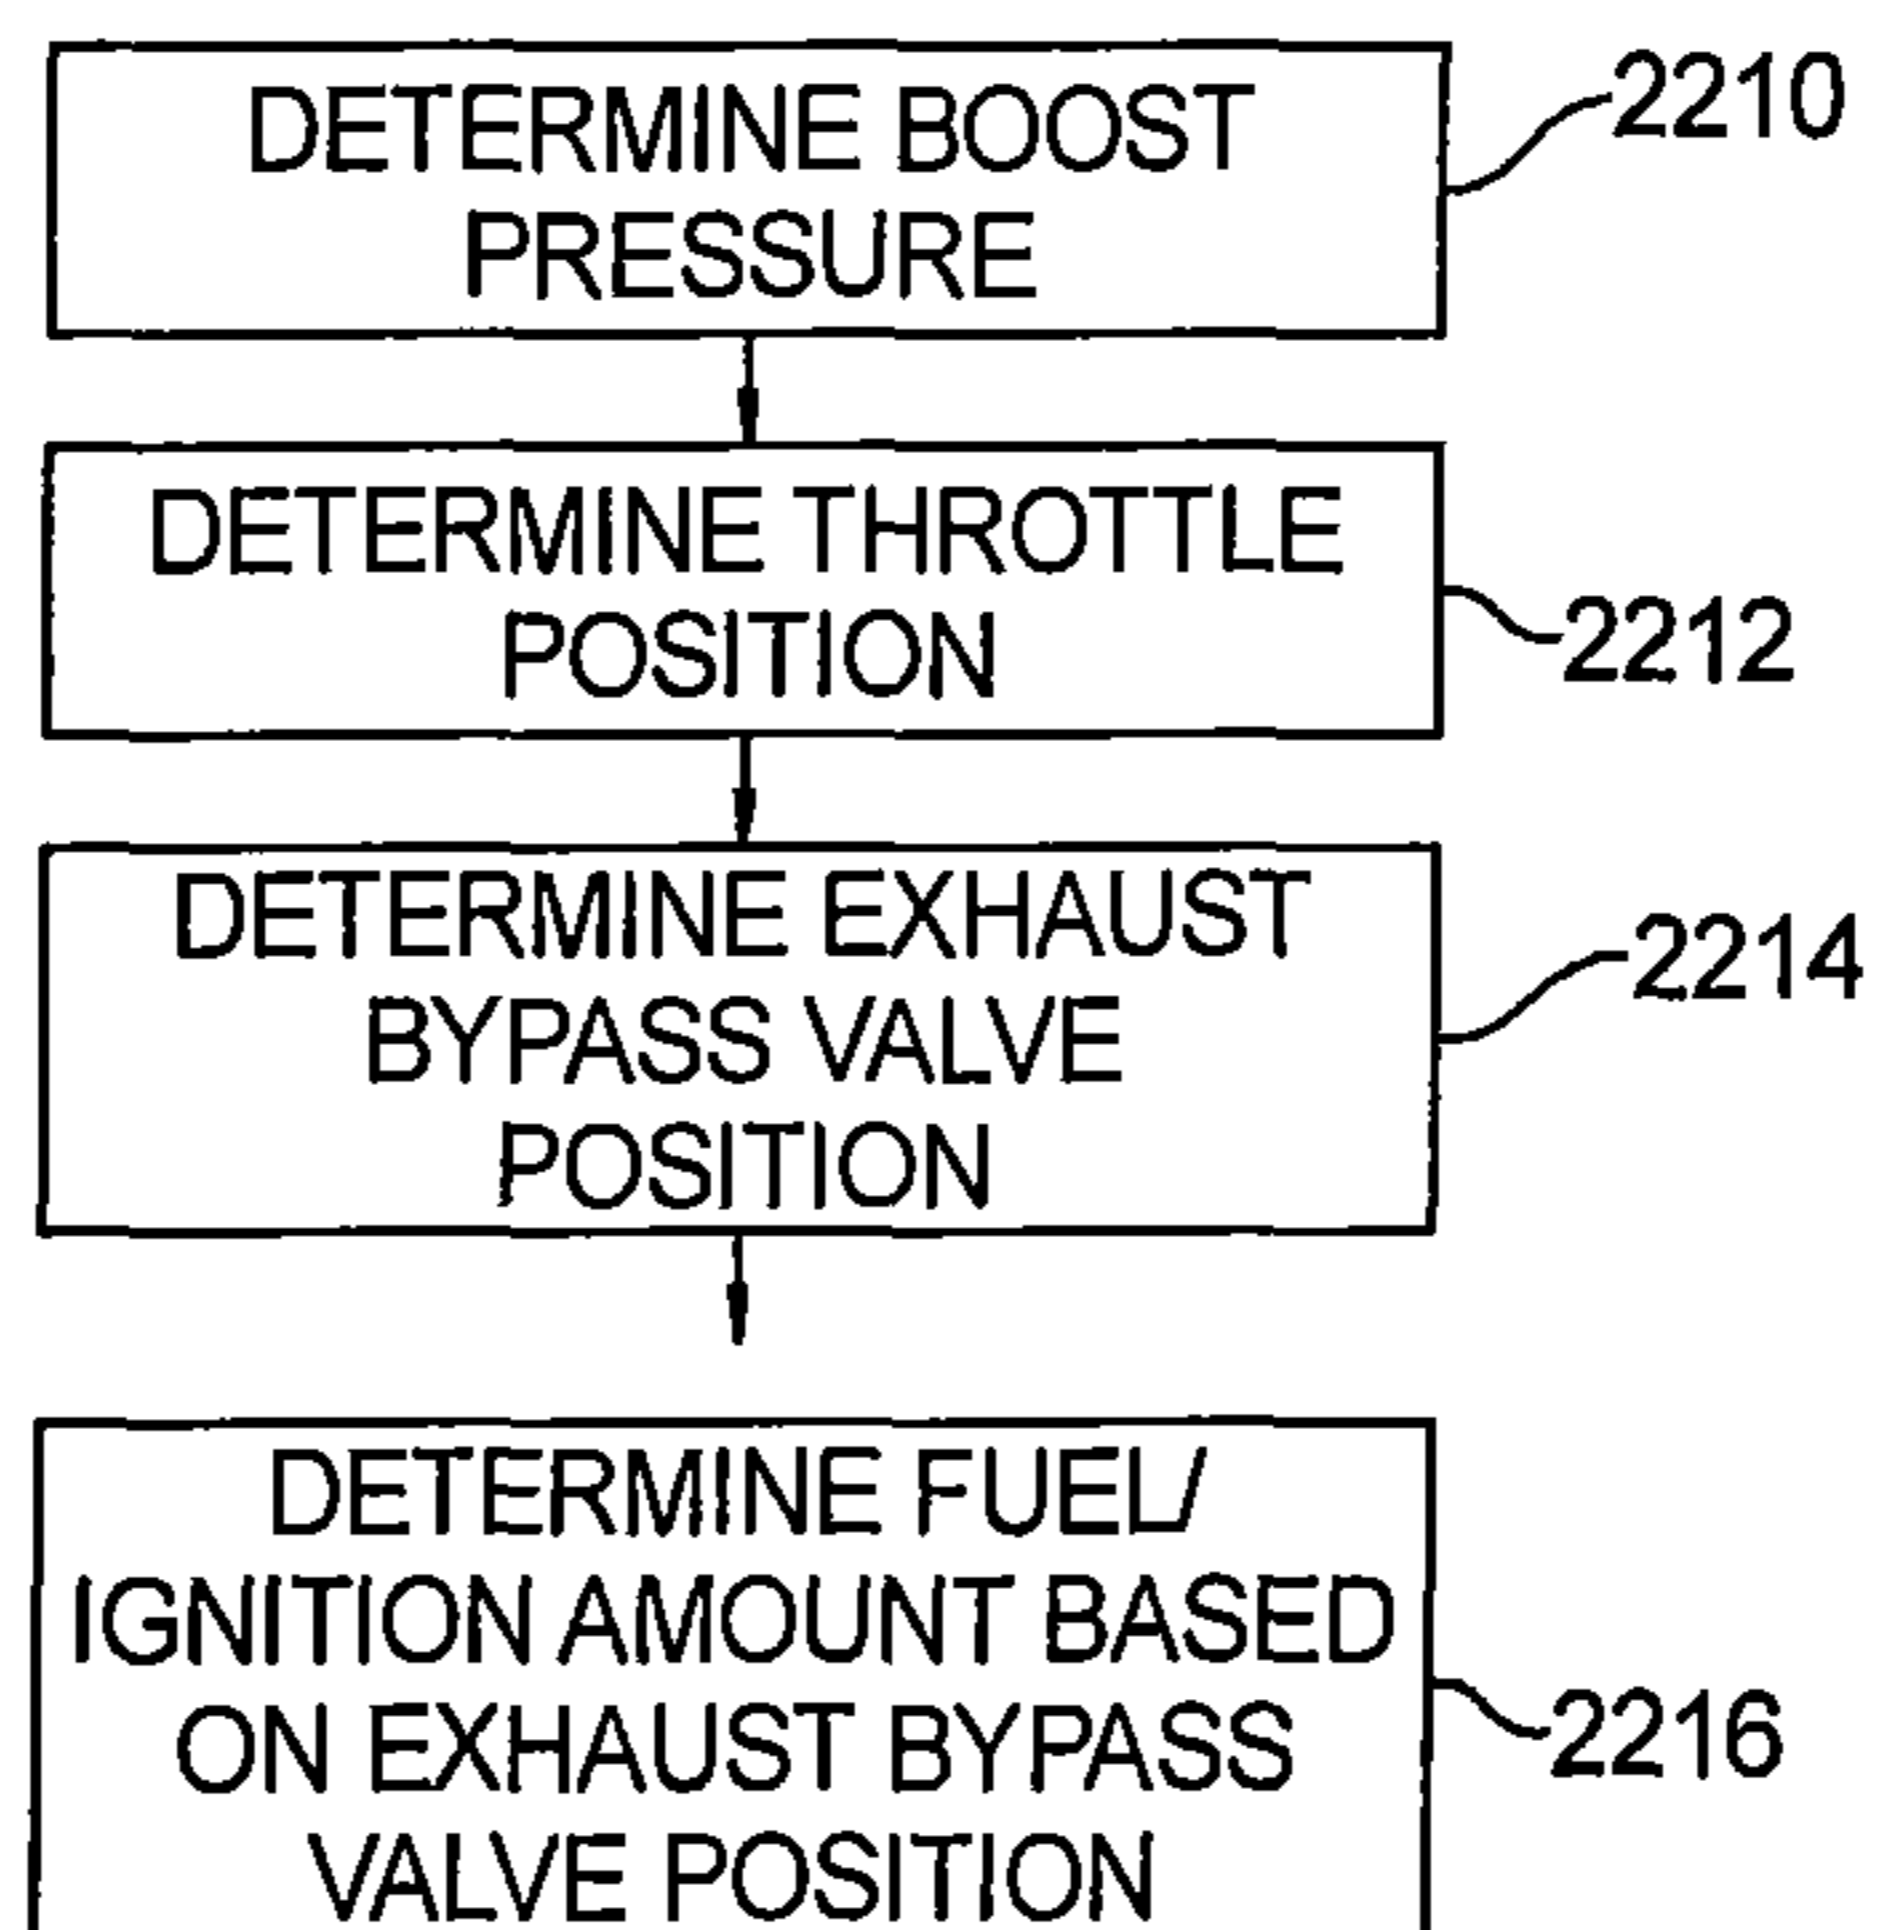 DETERMINE BOOST
PRESSURE
2210
DETERMINE THROTTLE
POSITION
2212
DETERMINE EXHAUST
BYPASS VALVE
POSITION
2214
DETERMINE FUEL/
IGNITION AMOUNT BASED
ON EXHAUST BYPASS
VALVE POSITION
2216